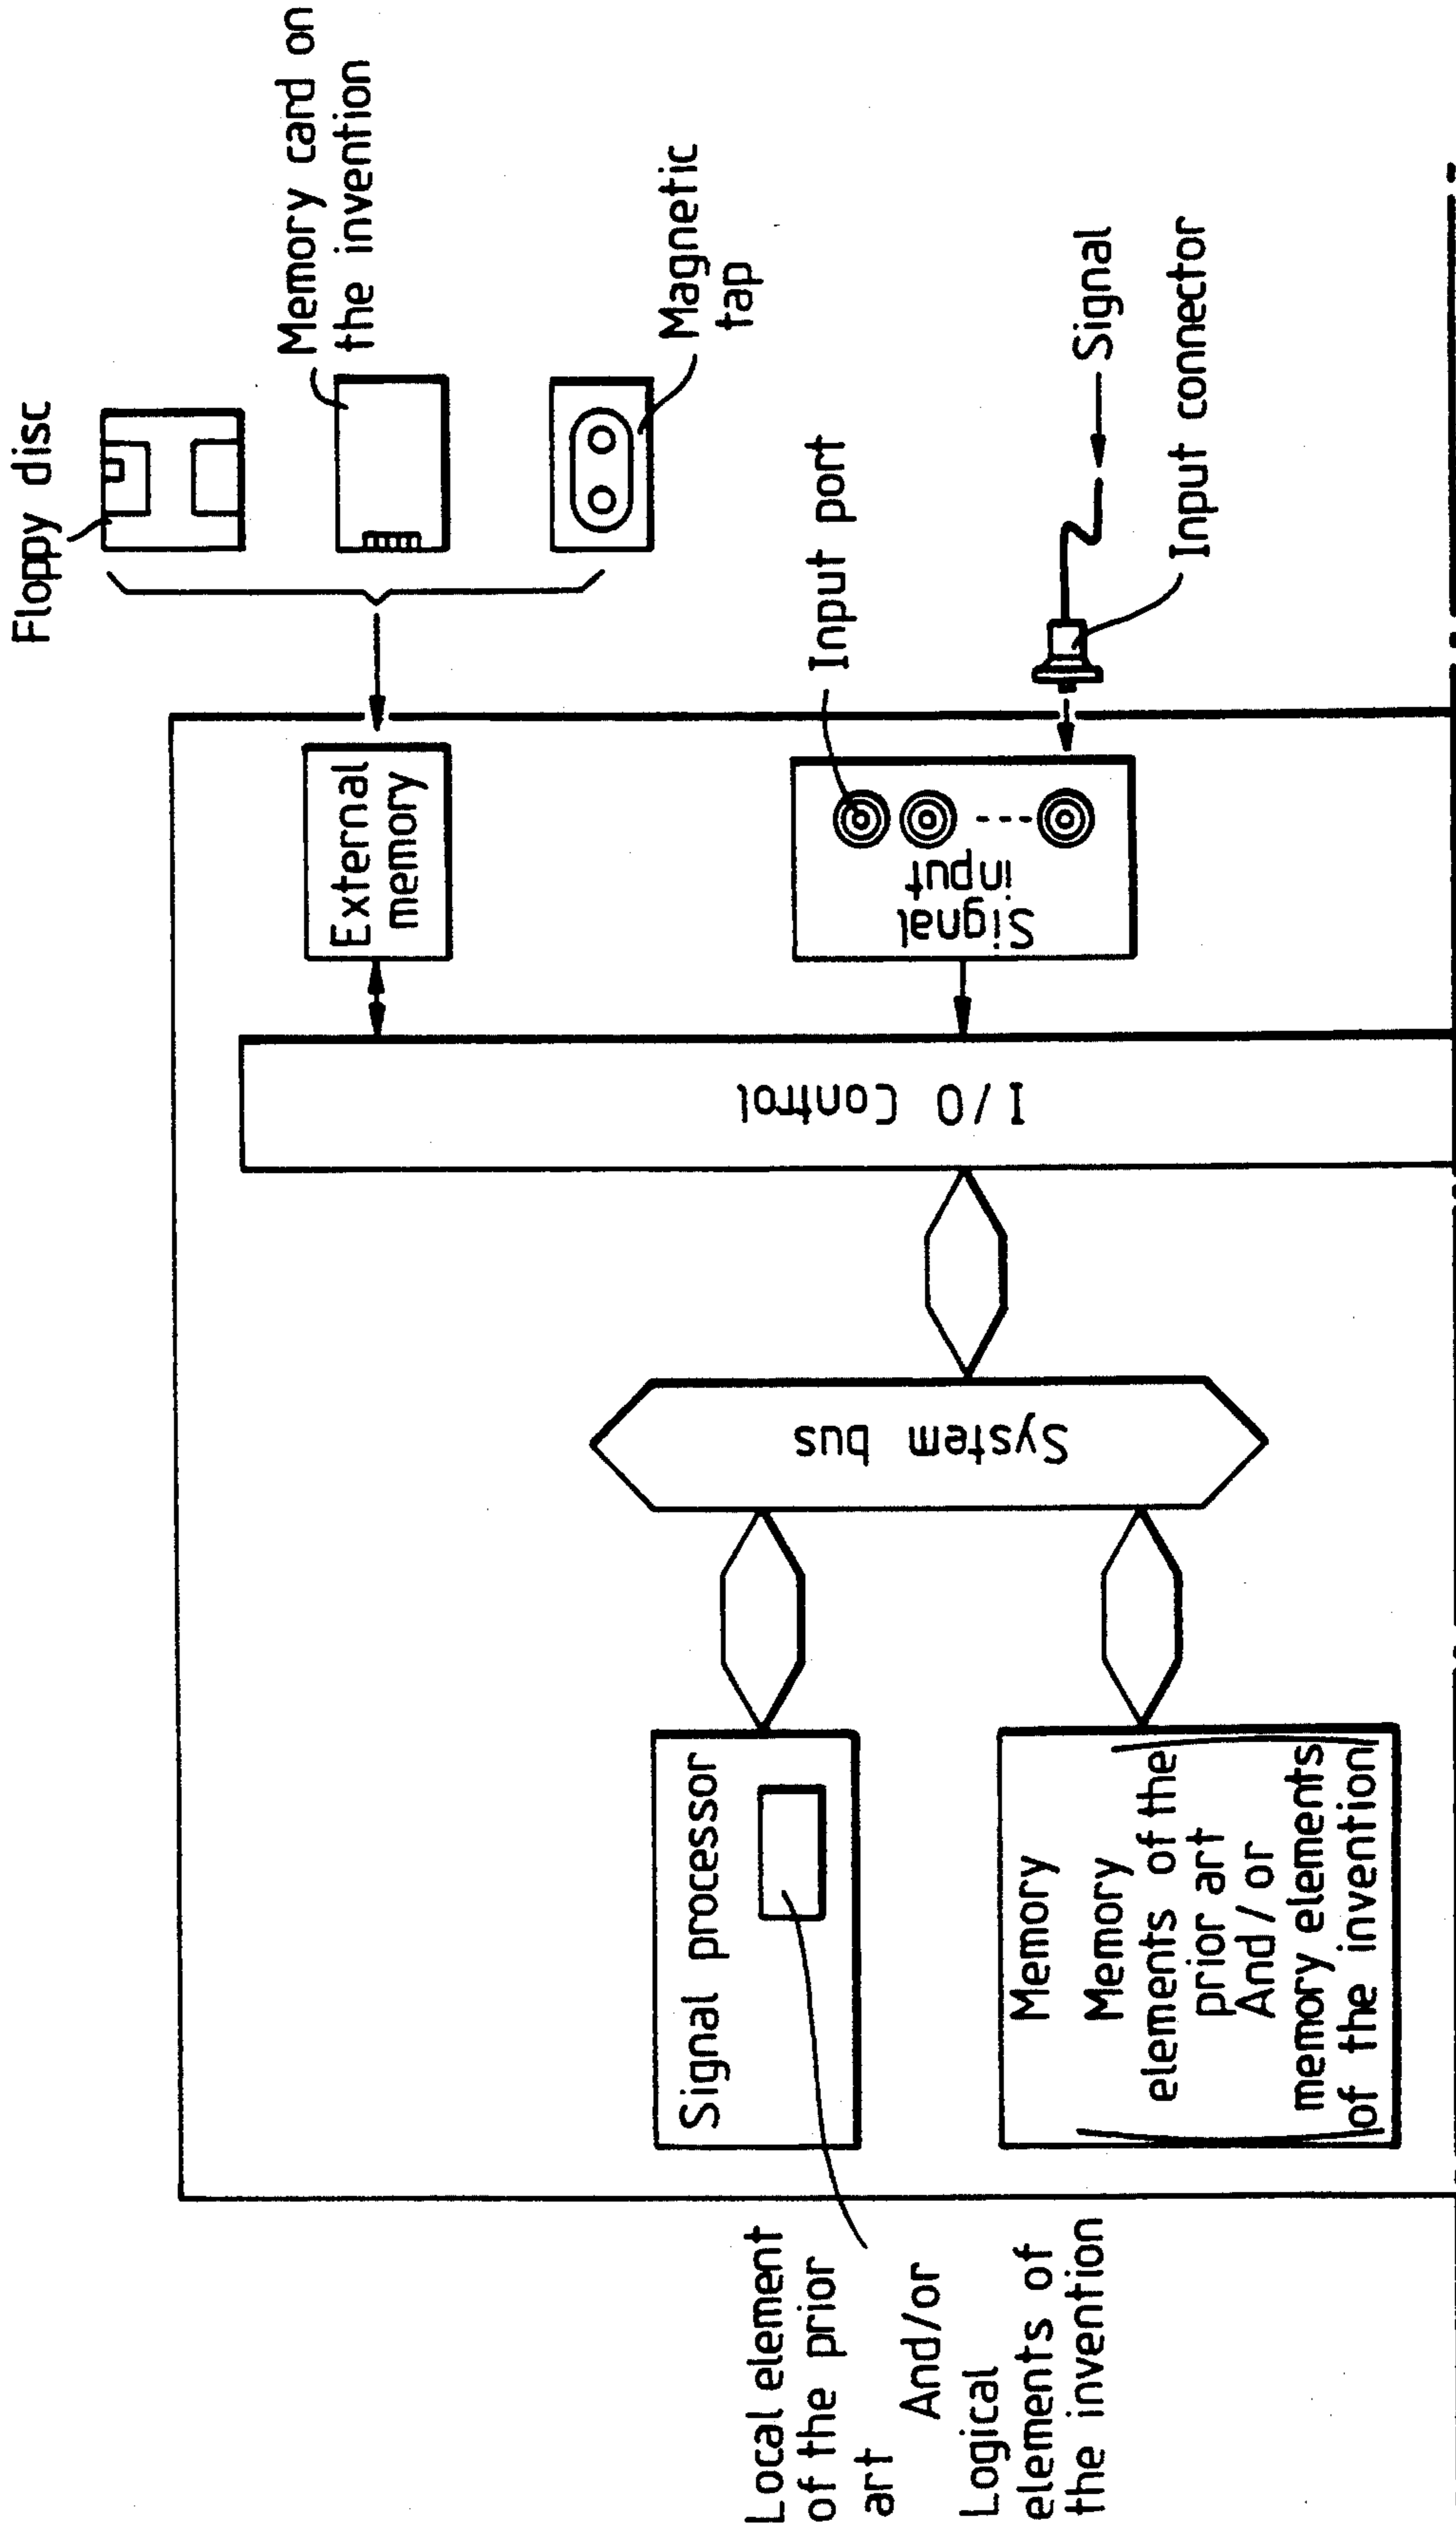 Floppy disc
Memory card on
the invention
Magnetic
tap
Input port
Signal
Input connector
External
memory
Signal
input
I/O Control
System bus
Signal processor
Memory
Memory
elements of the
prior art
And/or
memory elements
of the invention
Local element
of the prior
art
And/or
Logical
elements of
the invention